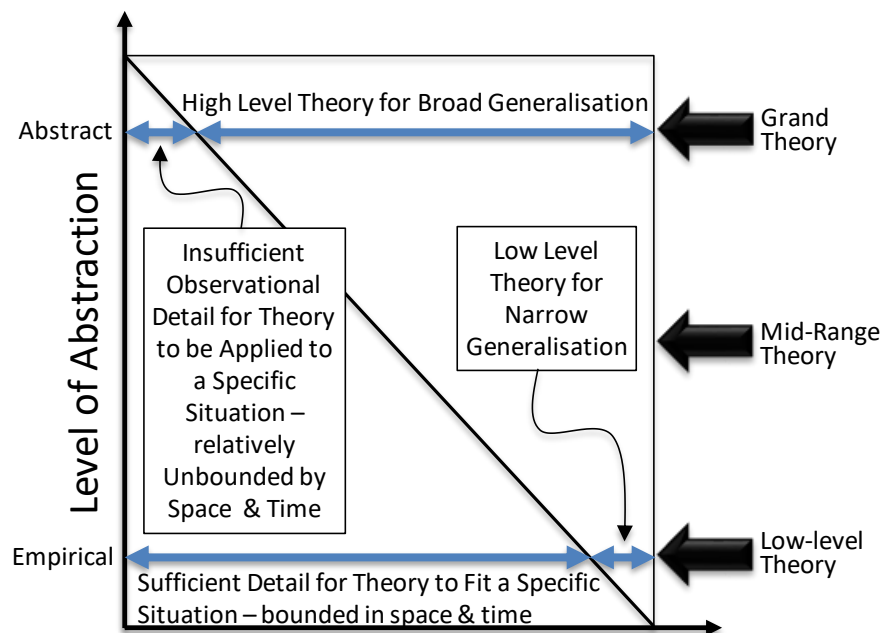 High Level Theory for Broad Generalisation
Abstract
Grand
Theory
Level of Abstraction
Insufficient
Observational
Detail for Theory
to be Applied to
a Specific
Situation –
relatively
Unbounded by
Space & Time
Low Level
Theory for
Narrow
Generalisation
Mid-Range
Theory
Empirical
Low-level
Theory
Sufficient Detail for Theory to Fit a Specific
Situation – bounded in space & time